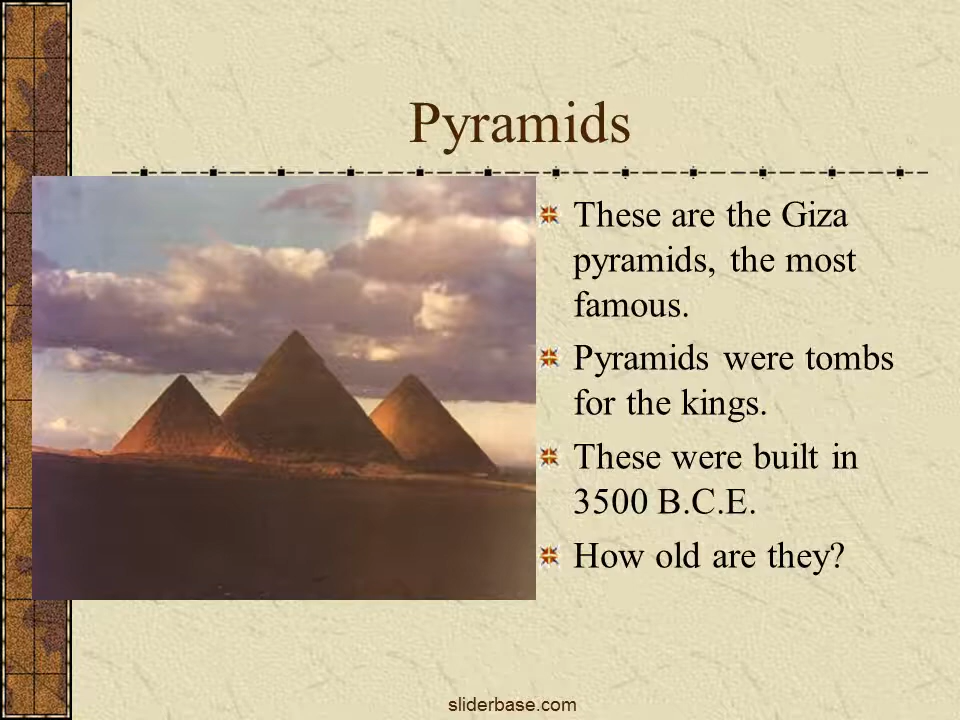 Pyramids
These are the Giza
pyramids, the most
famous.
Pyramids were tombs
for the kings.
These were built in
3500 B.C.E.
How old are they?
sliderbase.com